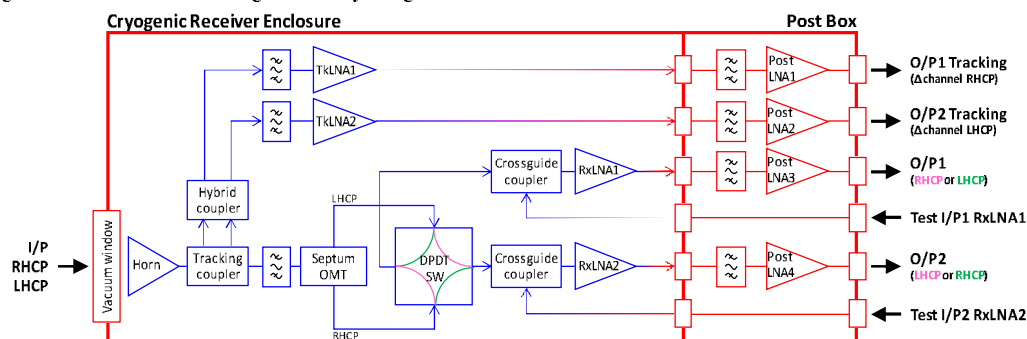 Cryogenic Receiver Enclosure
Post Box
TkLNA1
Post
LNA1
O/P1 Tracking
(Δchannel RHCP)
TkLNA2
Post
LNA2
O/P2 Tracking
(Δchannel LHCP)
Hybrid
coupler
Crossguide
coupler
RxLNA1
Post
LNA3
O/P1
(RHCP or LHCP)
LHCP
Test I/P1 RxLNA1
I/P
RHCP
LHCP
Vacuum window
Horn
Tracking
coupler
Septum
OMT
DPDT
SW
Crossguide
coupler
RxLNA2
Post
LNA4
O/P2
(LHCP or RHCP)
Test I/P2 RxLNA2
RHCP